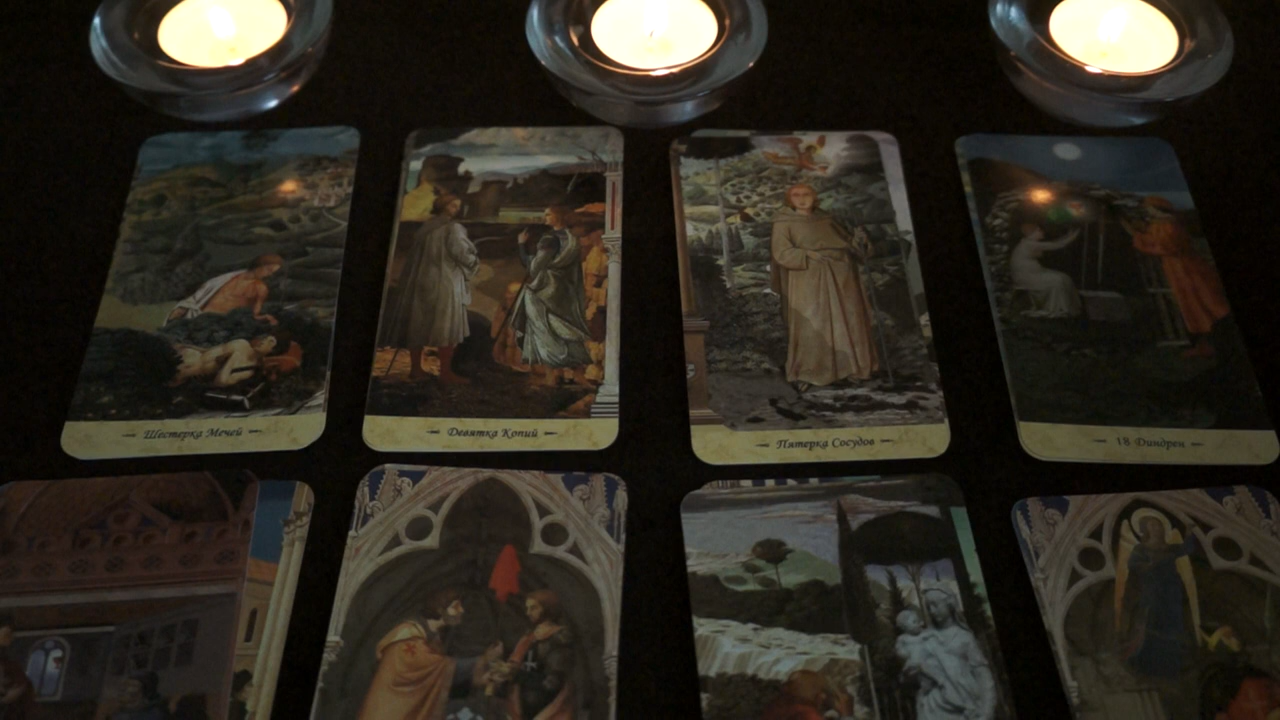 Шестерка Мечей
Девятка Копий
Пятерка Сосудов
18 Диндрен